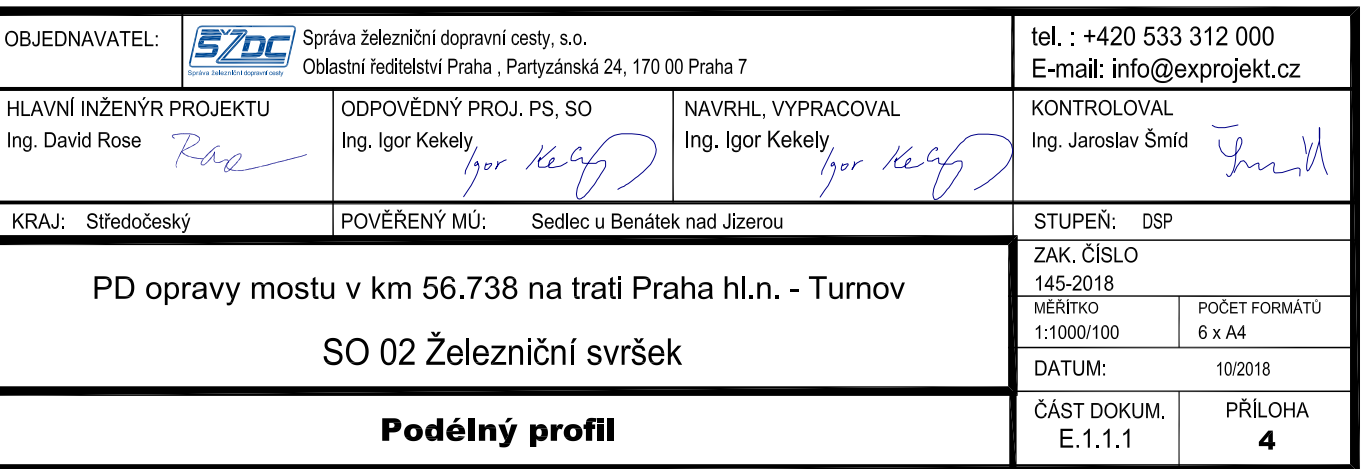 OBJEDNAVATEL:
SŽDC
Správa železniční dopravní cesty
Správa železniční dopravní cesty, s.o.
Oblastní ředitelství Praha , Partyzánská 24, 170 00 Praha 7
tel. : +420 533 312 000
E-mail: info@exprojekt.cz
HLAVNÍ INŽENÝR PROJEKTU
Ing. David Rose
ODPOVĚDNÝ PROJ. PS, SO
Ing. Igor Kekely
Igor Kekely
NAVRHL, VYPRACOVAL
Ing. Igor Kekely
Igor Kekely
KONTROLOVAL
Ing. Jaroslav Šmíd
KRAJ: Středočeský
POVĚŘENÝ MÚ: Sedlec u Benátek nad Jizerou
STUPEŇ: DSP
PD opravy mostu v km 56.738 na trati Praha hl.n. - Turnov
SO 02 Železniční svršek
ZAK. ČÍSLO
145-2018
MĚŘÍTKO
1:1000/100
POČET FORMÁTŮ
6 x A4
DATUM: 10/2018
Podélný profil
ČÁST DOKUM.
E.1.1.1
PŘÍLOHA
4